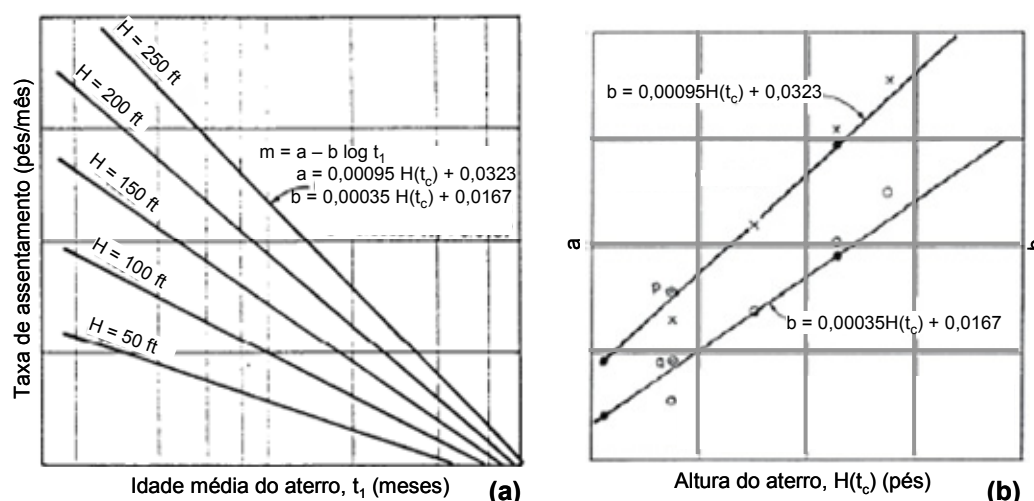 Taxa de assentamento (pés/mês)
H = 250 ft
H = 200 ft
H = 150 ft
H = 100 ft
H = 50 ft
m = a – b log t₁
a = 0,00095 H(t꜀) + 0,0323
b = 0,00035 H(t꜀) + 0,0167
Idade média do aterro, t₁ (meses)
(a)
a
b = 0,00095H(t꜀) + 0,0323
b = 0,00035H(t꜀) + 0,0167
Altura do aterro, H(t꜀) (pés)
(b)